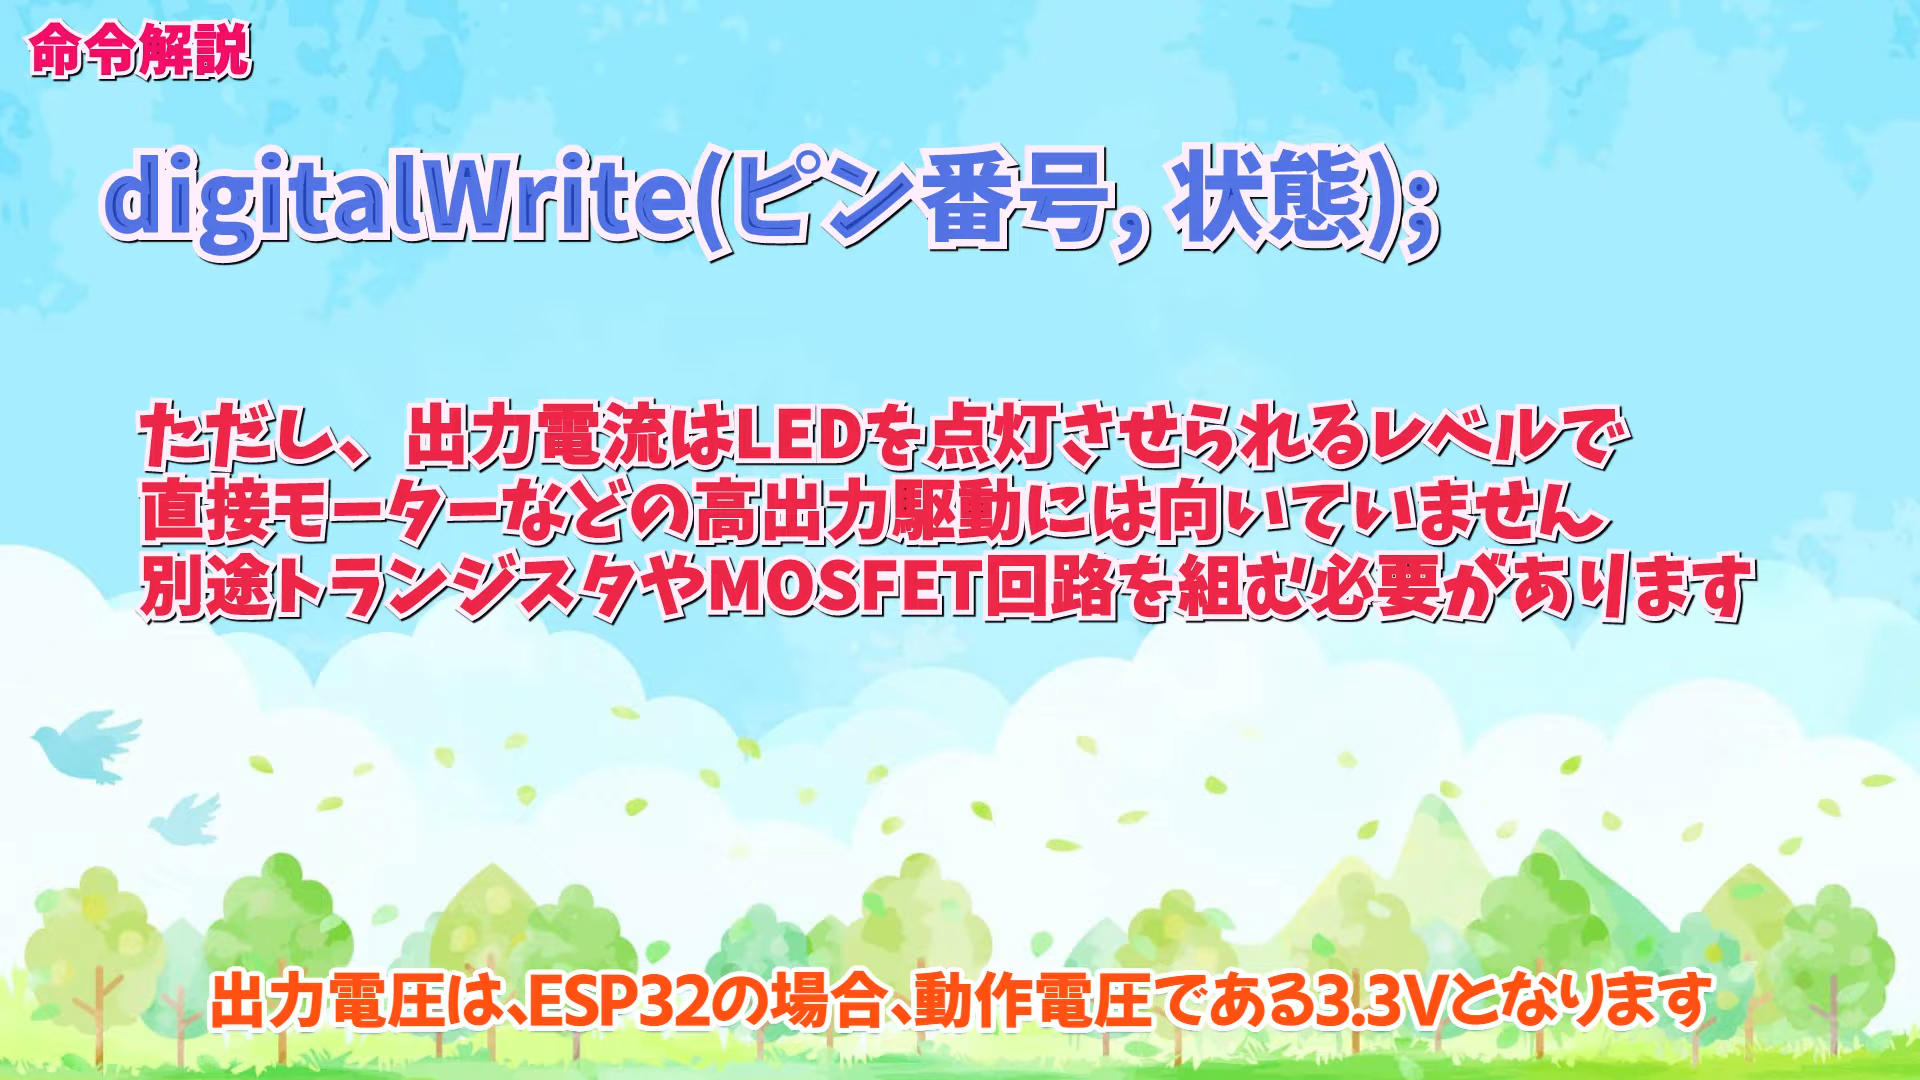 命令解説
digitalWrite(ピン番号, 状態);
ただし、出力電流はLEDを点灯させられるレベルで
直接モーターなどの高出力駆動には向いていません
別途トランジスタやMOSFET回路を組む必要があります
出力電圧は、ESP32の場合、動作電圧である3.3Vとなります